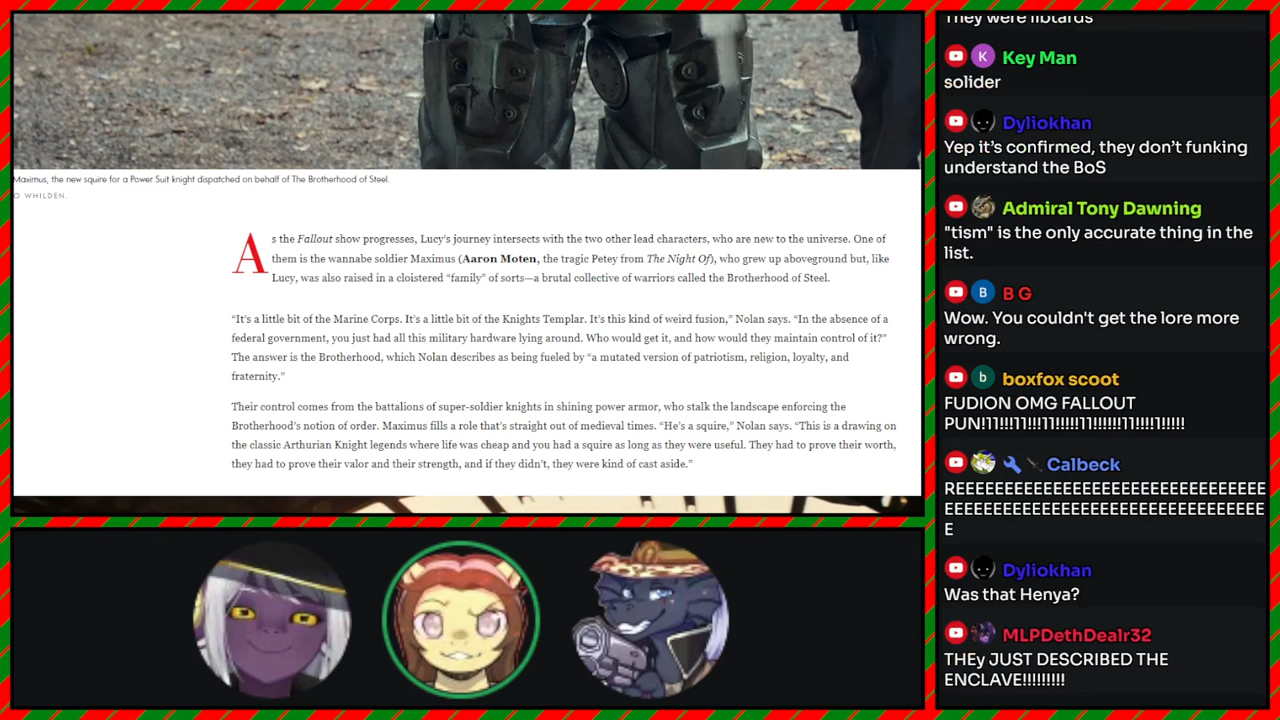 Maximus, the new squire for a Power Suit knight dispatched on behalf of The Brotherhood of Steel.
O WHILDEN.
As the Fallout show progresses, Lucy’s journey intersects with the two other lead characters, who are new to the universe. One of
them is the wannabe soldier Maximus (Aaron Moten, the tragic Petey from The Night Of), who grew up aboveground but, like
Lucy, was also raised in a cloistered “family” of sorts—a brutal collective of warriors called the Brotherhood of Steel.
“It’s a little bit of the Marine Corps. It’s a little bit of the Knights Templar. It’s this kind of weird fusion,” Nolan says. “In the absence of a
federal government, you just had all this military hardware lying around. Who would get it, and how would they maintain control of it?”
The answer is the Brotherhood, which Nolan describes as being fueled by “a mutated version of patriotism, religion, loyalty, and
fraternity.”
Their control comes from the battalions of super-soldier knights in shining power armor, who stalk the landscape enforcing the
Brotherhood’s notion of order. Maximus fills a role that’s straight out of medieval times. “He’s a squire,” Nolan says. “This is a drawing on
the classic Arthurian Knight legends where life was cheap and you had a squire as long as they were useful. They had to prove their worth,
they had to prove their valor and their strength, and if they didn’t, they were kind of cast aside.”
They were libtards
K Key Man
solider
Dyliokhan
Yep it’s confirmed, they don’t funking
understand the BoS
Admiral Tony Dawning
"tism" is the only accurate thing in the
list.
B B G
Wow. You couldn't get the lore more
wrong.
b boxfox scoot
FUDION OMG FALLOUT
PUN!11!!!11!!11!!!!11!!!!!!11!!!!1!!!!!
Calbeck
REEEEEEEEEEEEEEEEEEEEEEEEEEEEEEE
EEEEEEEEEEEEEEEEEEEEEEEEEEEEEEEE
E
Dyliokhan
Was that Henya?
MLPDethDealr32
THEy JUST DESCRIBED THE
ENCLAVE!!!!!!!!!